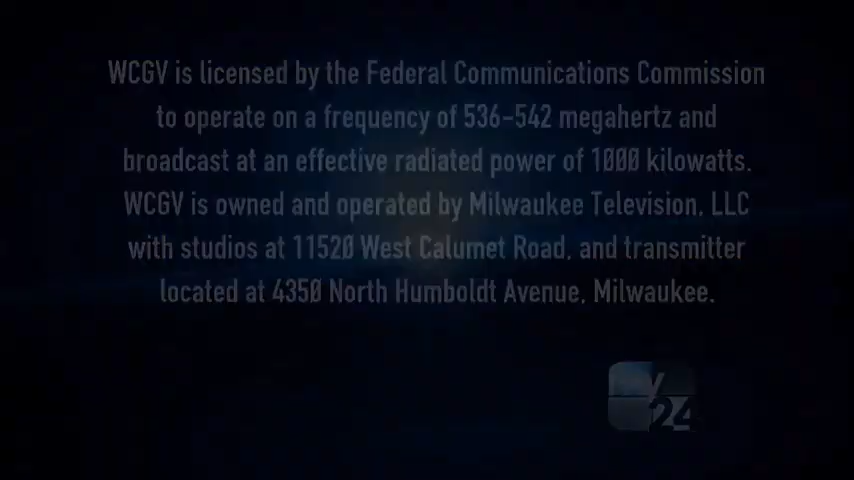 WCGV is licensed by the Federal Communications Commission
to operate on a frequency of 536-542 megahertz and
broadcast at an effective radiated power of 1000 kilowatts.
WCGV is owned and operated by Milwaukee Television, LLC
with studios at 11520 West Calumet Road, and transmitter
located at 4350 North Humboldt Avenue, Milwaukee.
24